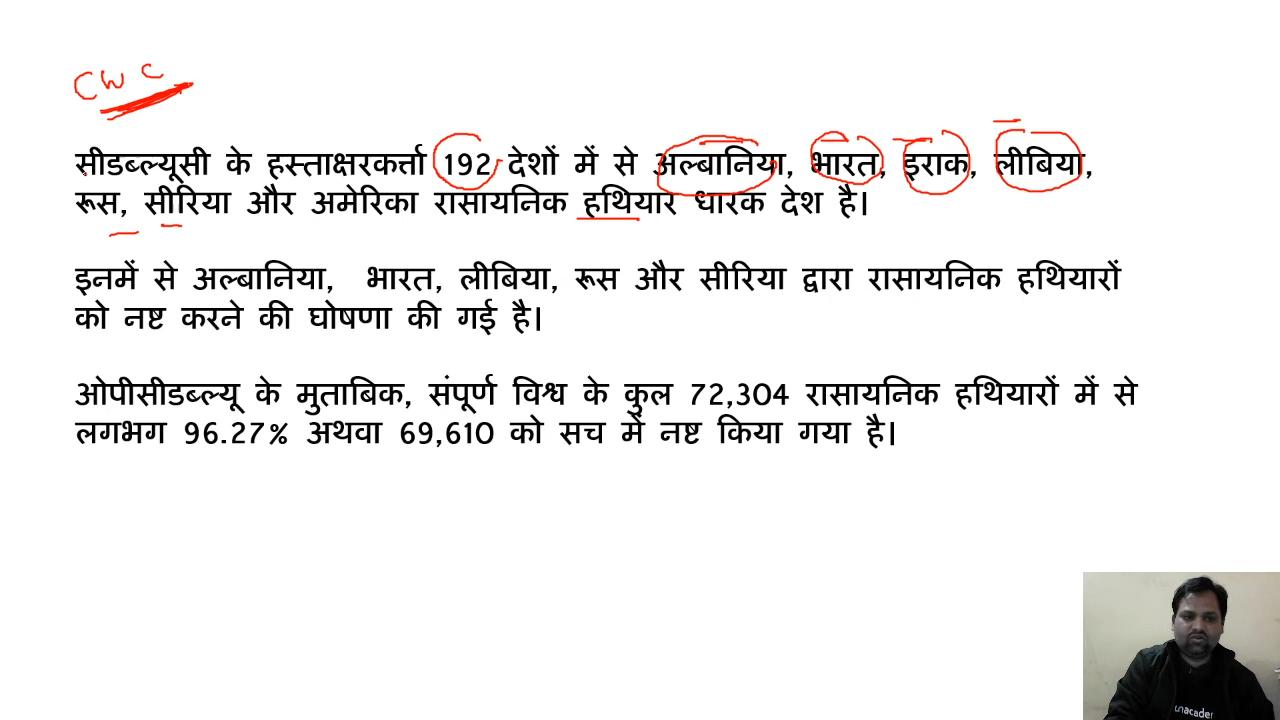 CWC
सीडब्ल्यूसी के हस्ताक्षरकर्त्ता 192 देशों में से अल्बानिया, भारत, इराक, लीबिया,
रूस, सीरिया और अमेरिका रासायनिक हथियार धारक देश है।
इनमें से अल्बानिया, भारत, लीबिया, रूस और सीरिया द्वारा रासायनिक हथियारों
को नष्ट करने की घोषणा की गई है।
ओपीसीडब्ल्यू के मुताबिक, संपूर्ण विश्व के कुल 72,304 रासायनिक हथियारों में से
लगभग 96.27% अथवा 69,610 को सच में नष्ट किया गया है।